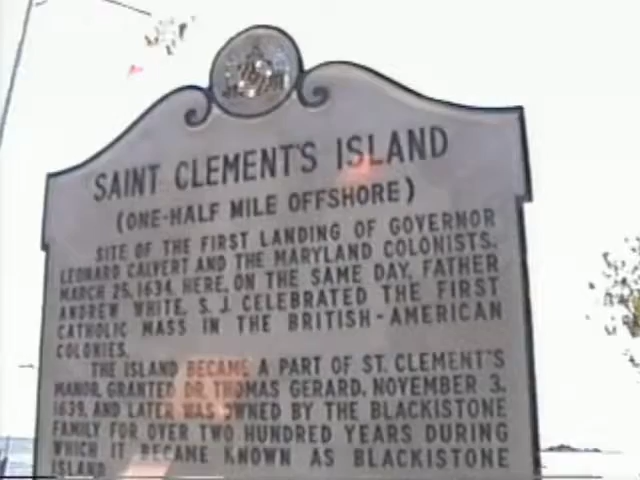 SAINT CLEMENT'S ISLAND
(ONE-HALF MILE OFFSHORE)
SITE OF THE FIRST LANDING OF GOVERNOR
LEONARD CALVERT AND THE MARYLAND COLONISTS,
MARCH 25, 1634. HERE, ON THE SAME DAY, FATHER
ANDREW WHITE, S. J. CELEBRATED THE FIRST
CATHOLIC MASS IN THE BRITISH-AMERICAN
COLONIES.
THE ISLAND BECAME A PART OF ST. CLEMENT'S
MANOR, GRANTED DR. THOMAS GERARD, NOVEMBER 3,
1639, AND LATER WAS OWNED BY THE BLACKISTONE
FAMILY FOR OVER TWO HUNDRED YEARS DURING
WHICH IT BECAME KNOWN AS BLACKISTONE
ISLAND